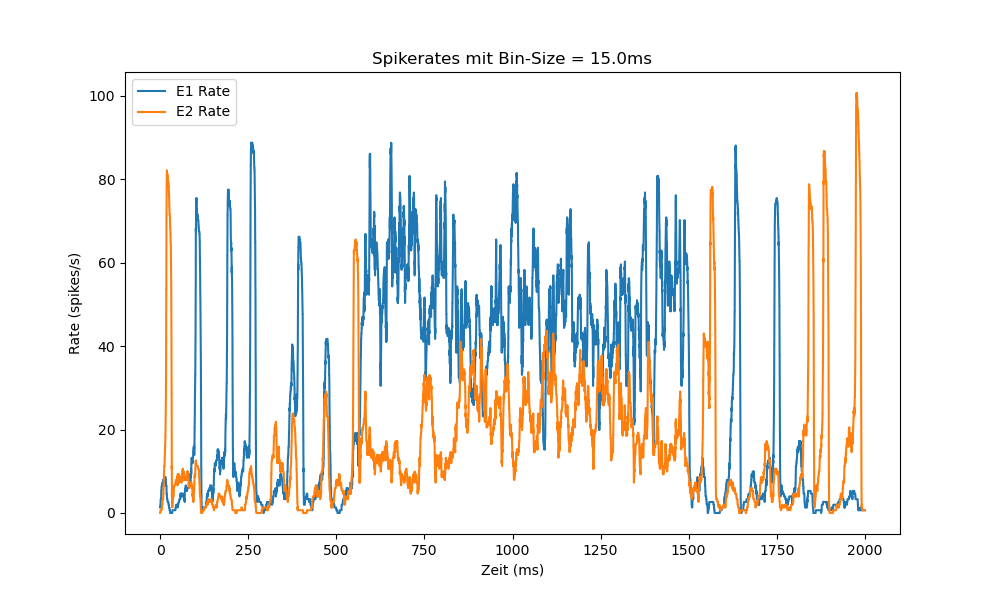 Spikerates mit Bin-Size = 15.0ms
E1 Rate
E2 Rate
100
80
60
40
20
0
Rate (spikes/s)
0 250 500 750 1000 1250 1500 1750 2000
Zeit (ms)